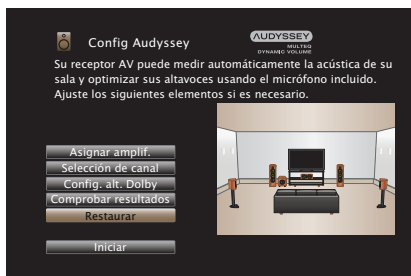 Config Audyssey
AUDYSSEY
MULTEQ
DYNAMIC VOLUME
Su receptor AV puede medir automáticamente la acústica de su
sala y optimizar sus altavoces usando el micrófono incluido.
Ajuste los siguientes elementos si es necesario.
Asignar amplif.
Selección de canal
Config. alt. Dolby
Comprobar resultados
Restaurar
Iniciar